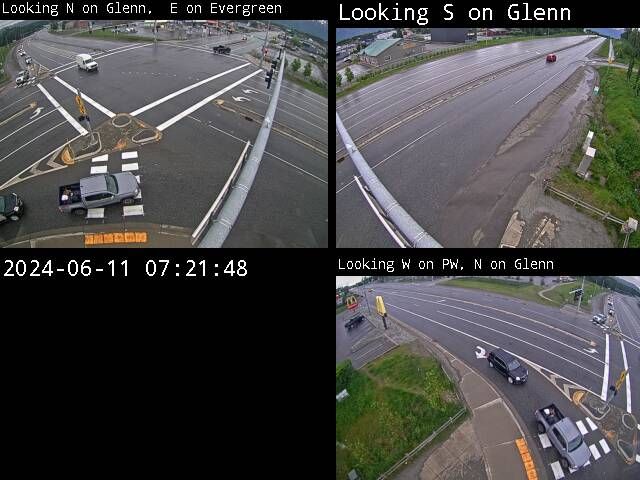 Looking N on Glenn,  E on Evergreen
Looking S on Glenn
2024-06-11 07:21:48
Looking W on PW, N on Glenn